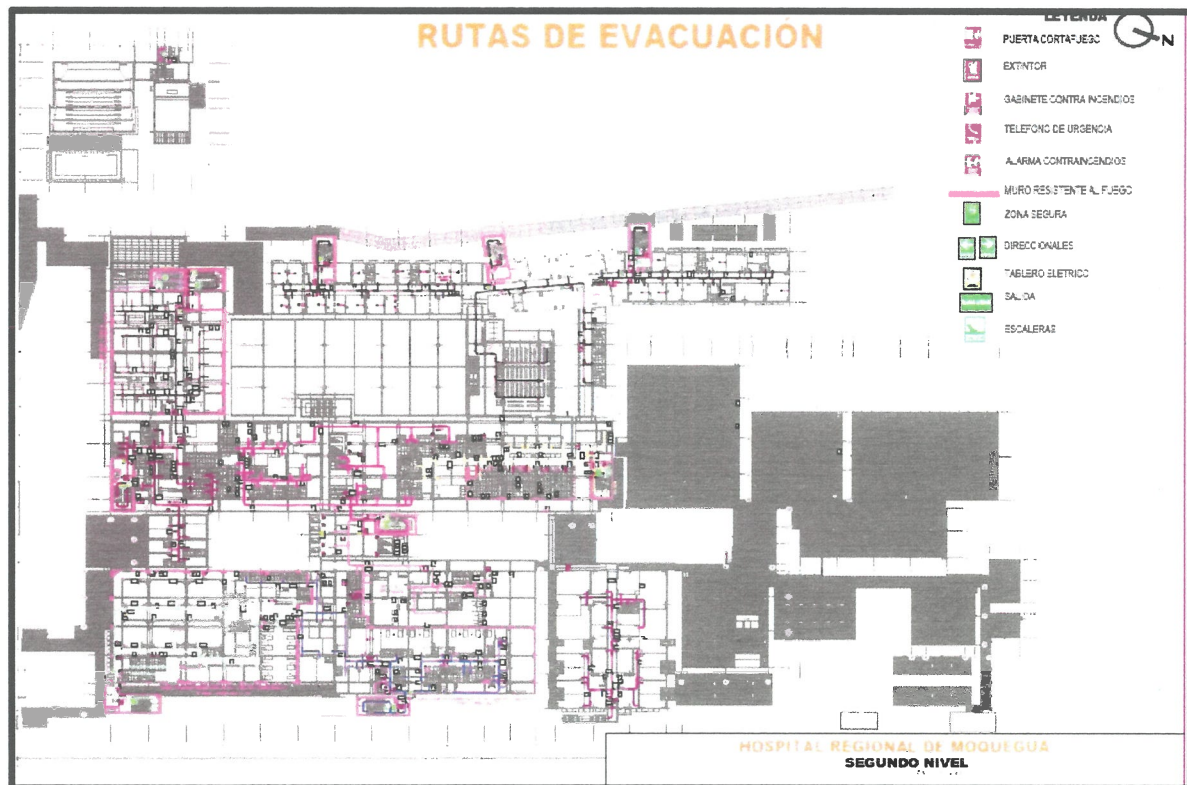 RUTAS DE EVACUACIÓN
LEYENDA
N
PUERTA CORTAFUEGO
EXTINTOR
GABINETE CONTRA INCENDIOS
TELEFONO DE URGENCIA
ALARMA CONTRAINCENDIOS
MURO RESISTENTE AL FUEGO
ZONA SEGURA
DIRECCIONALES
TABLERO ELETRICO
SALIDA
ESCALERAS
HOSPITAL REGIONAL DE MOQUEGUA
SEGUNDO NIVEL